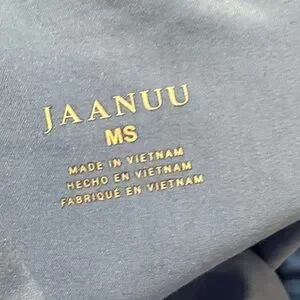 JAANUU
MS
MADE IN VIETNAM
HECHO EN VIETNAM
FABRIQUÉ EN VIETNAM